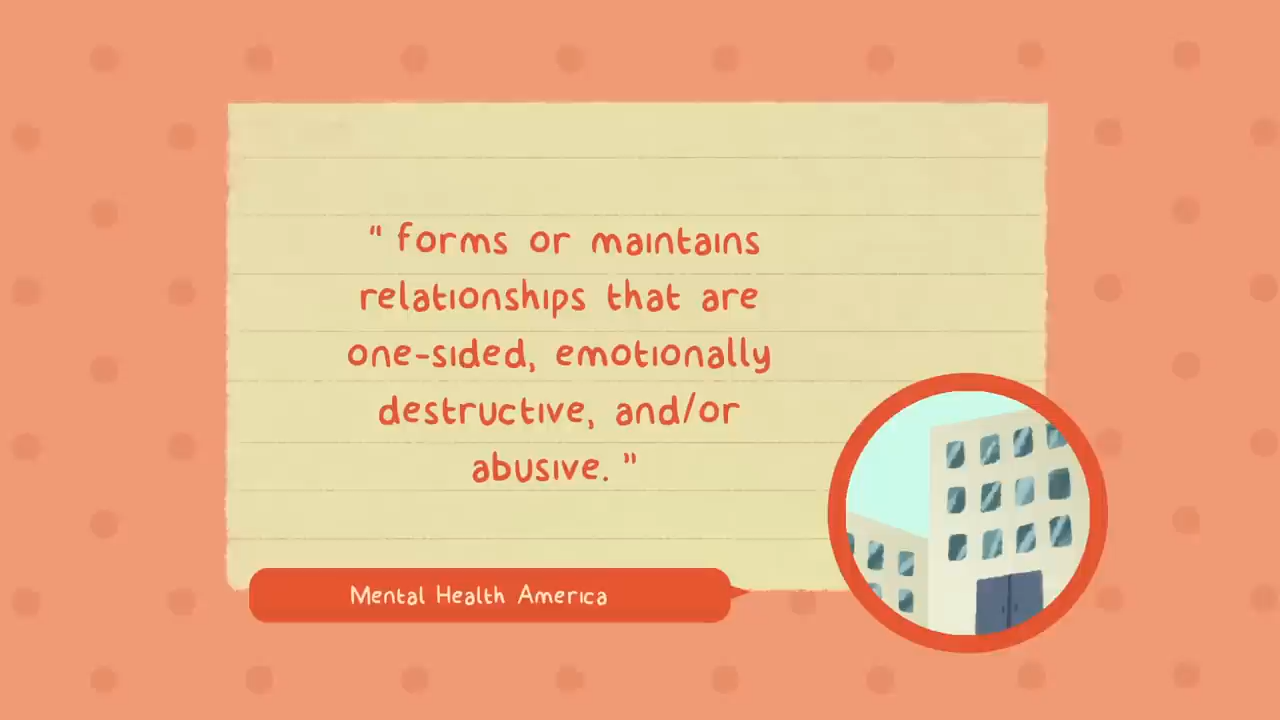 " forms or maintains
relationships that are
one-sided, emotionally
destructive, and/or
abusive. "
Mental Health America